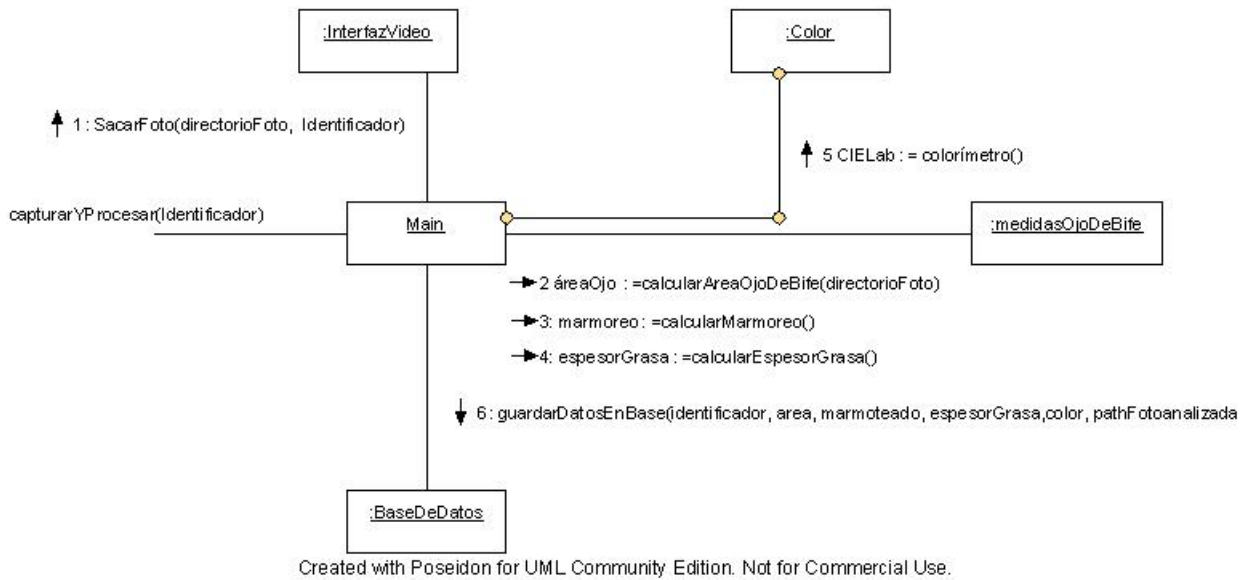 :InterfazVideo
:Color
1 : SacarFoto(directorioFoto, Identificador)
5 CIELab : = colorímetro()
capturarYProcesar(Identificador)
Main
:medidasOjoDeBife
2 áreaOjo : =calcularAreaOjoDeBife(directorioFoto)
3: marmoreo : =calcularMarmoreo()
4: espesorGrasa : =calcularEspesorGrasa()
6 : guardarDatosEnBase(identificador, area, marmoteado, espesorGrasa,color, pathFotoanalizada
:BaseDeDatos
Created with Poseidon for UML Community Edition. Not for Commercial Use.